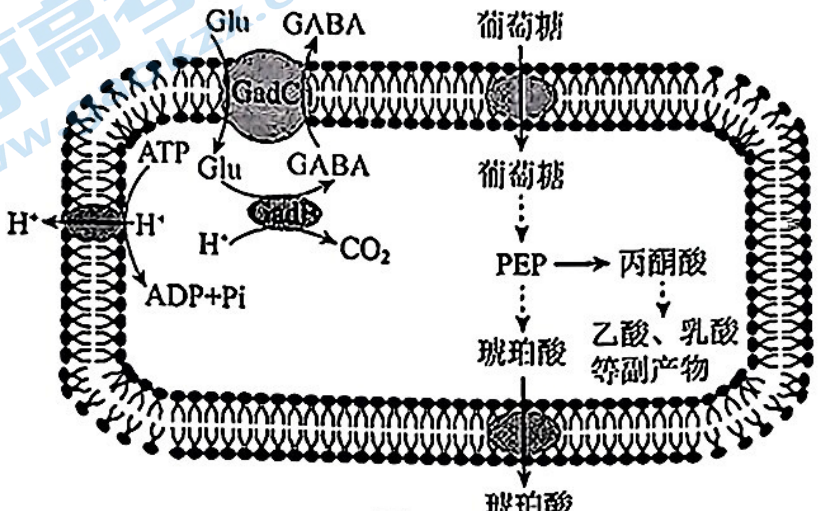 Glu GABA 葡萄糖
GadC
ATP
Glu GABA 葡萄糖
H⁺ H⁺
H⁺ CO₂
PEP 丙酮酸
ADP+Pi
琥珀酸 乙酸、乳酸
等副产物
琥珀酸